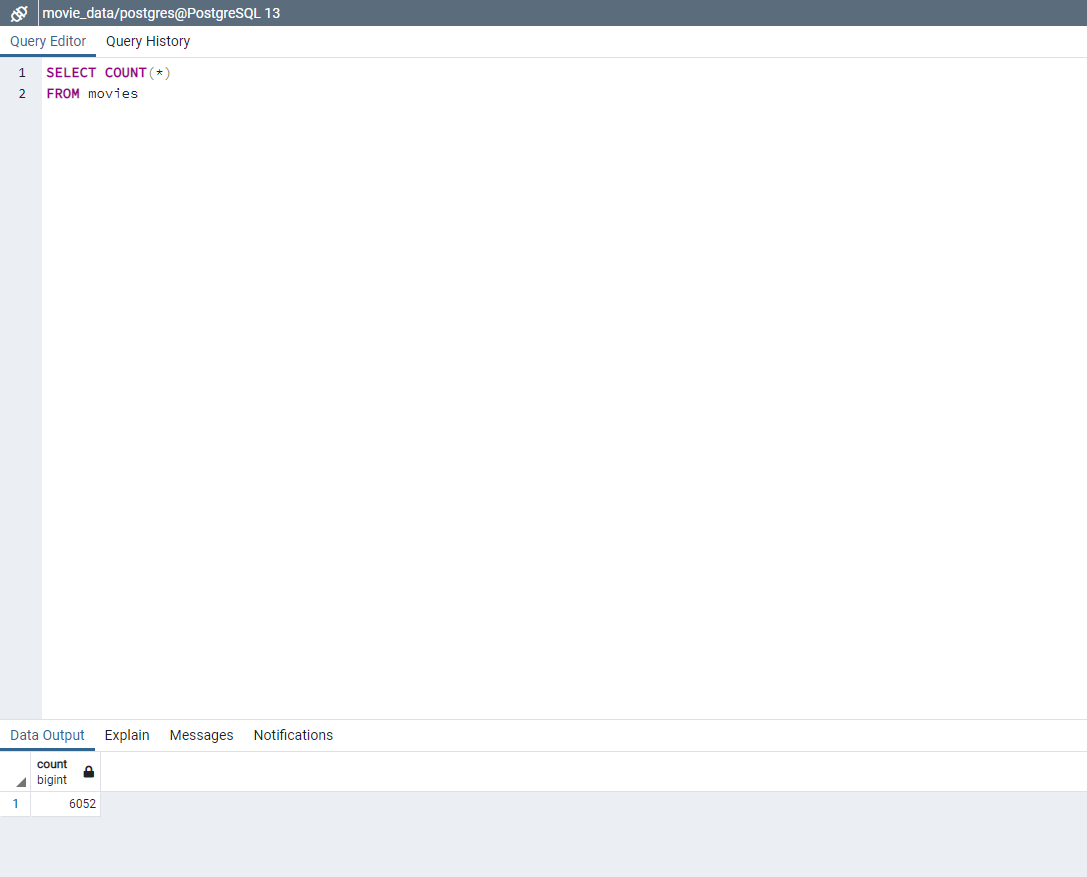 movie_data/postgres@PostgreSQL 13
Query Editor Query History
1 SELECT COUNT(*)
2 FROM movies
Data Output Explain Messages Notifications
count
bigint
1 6052